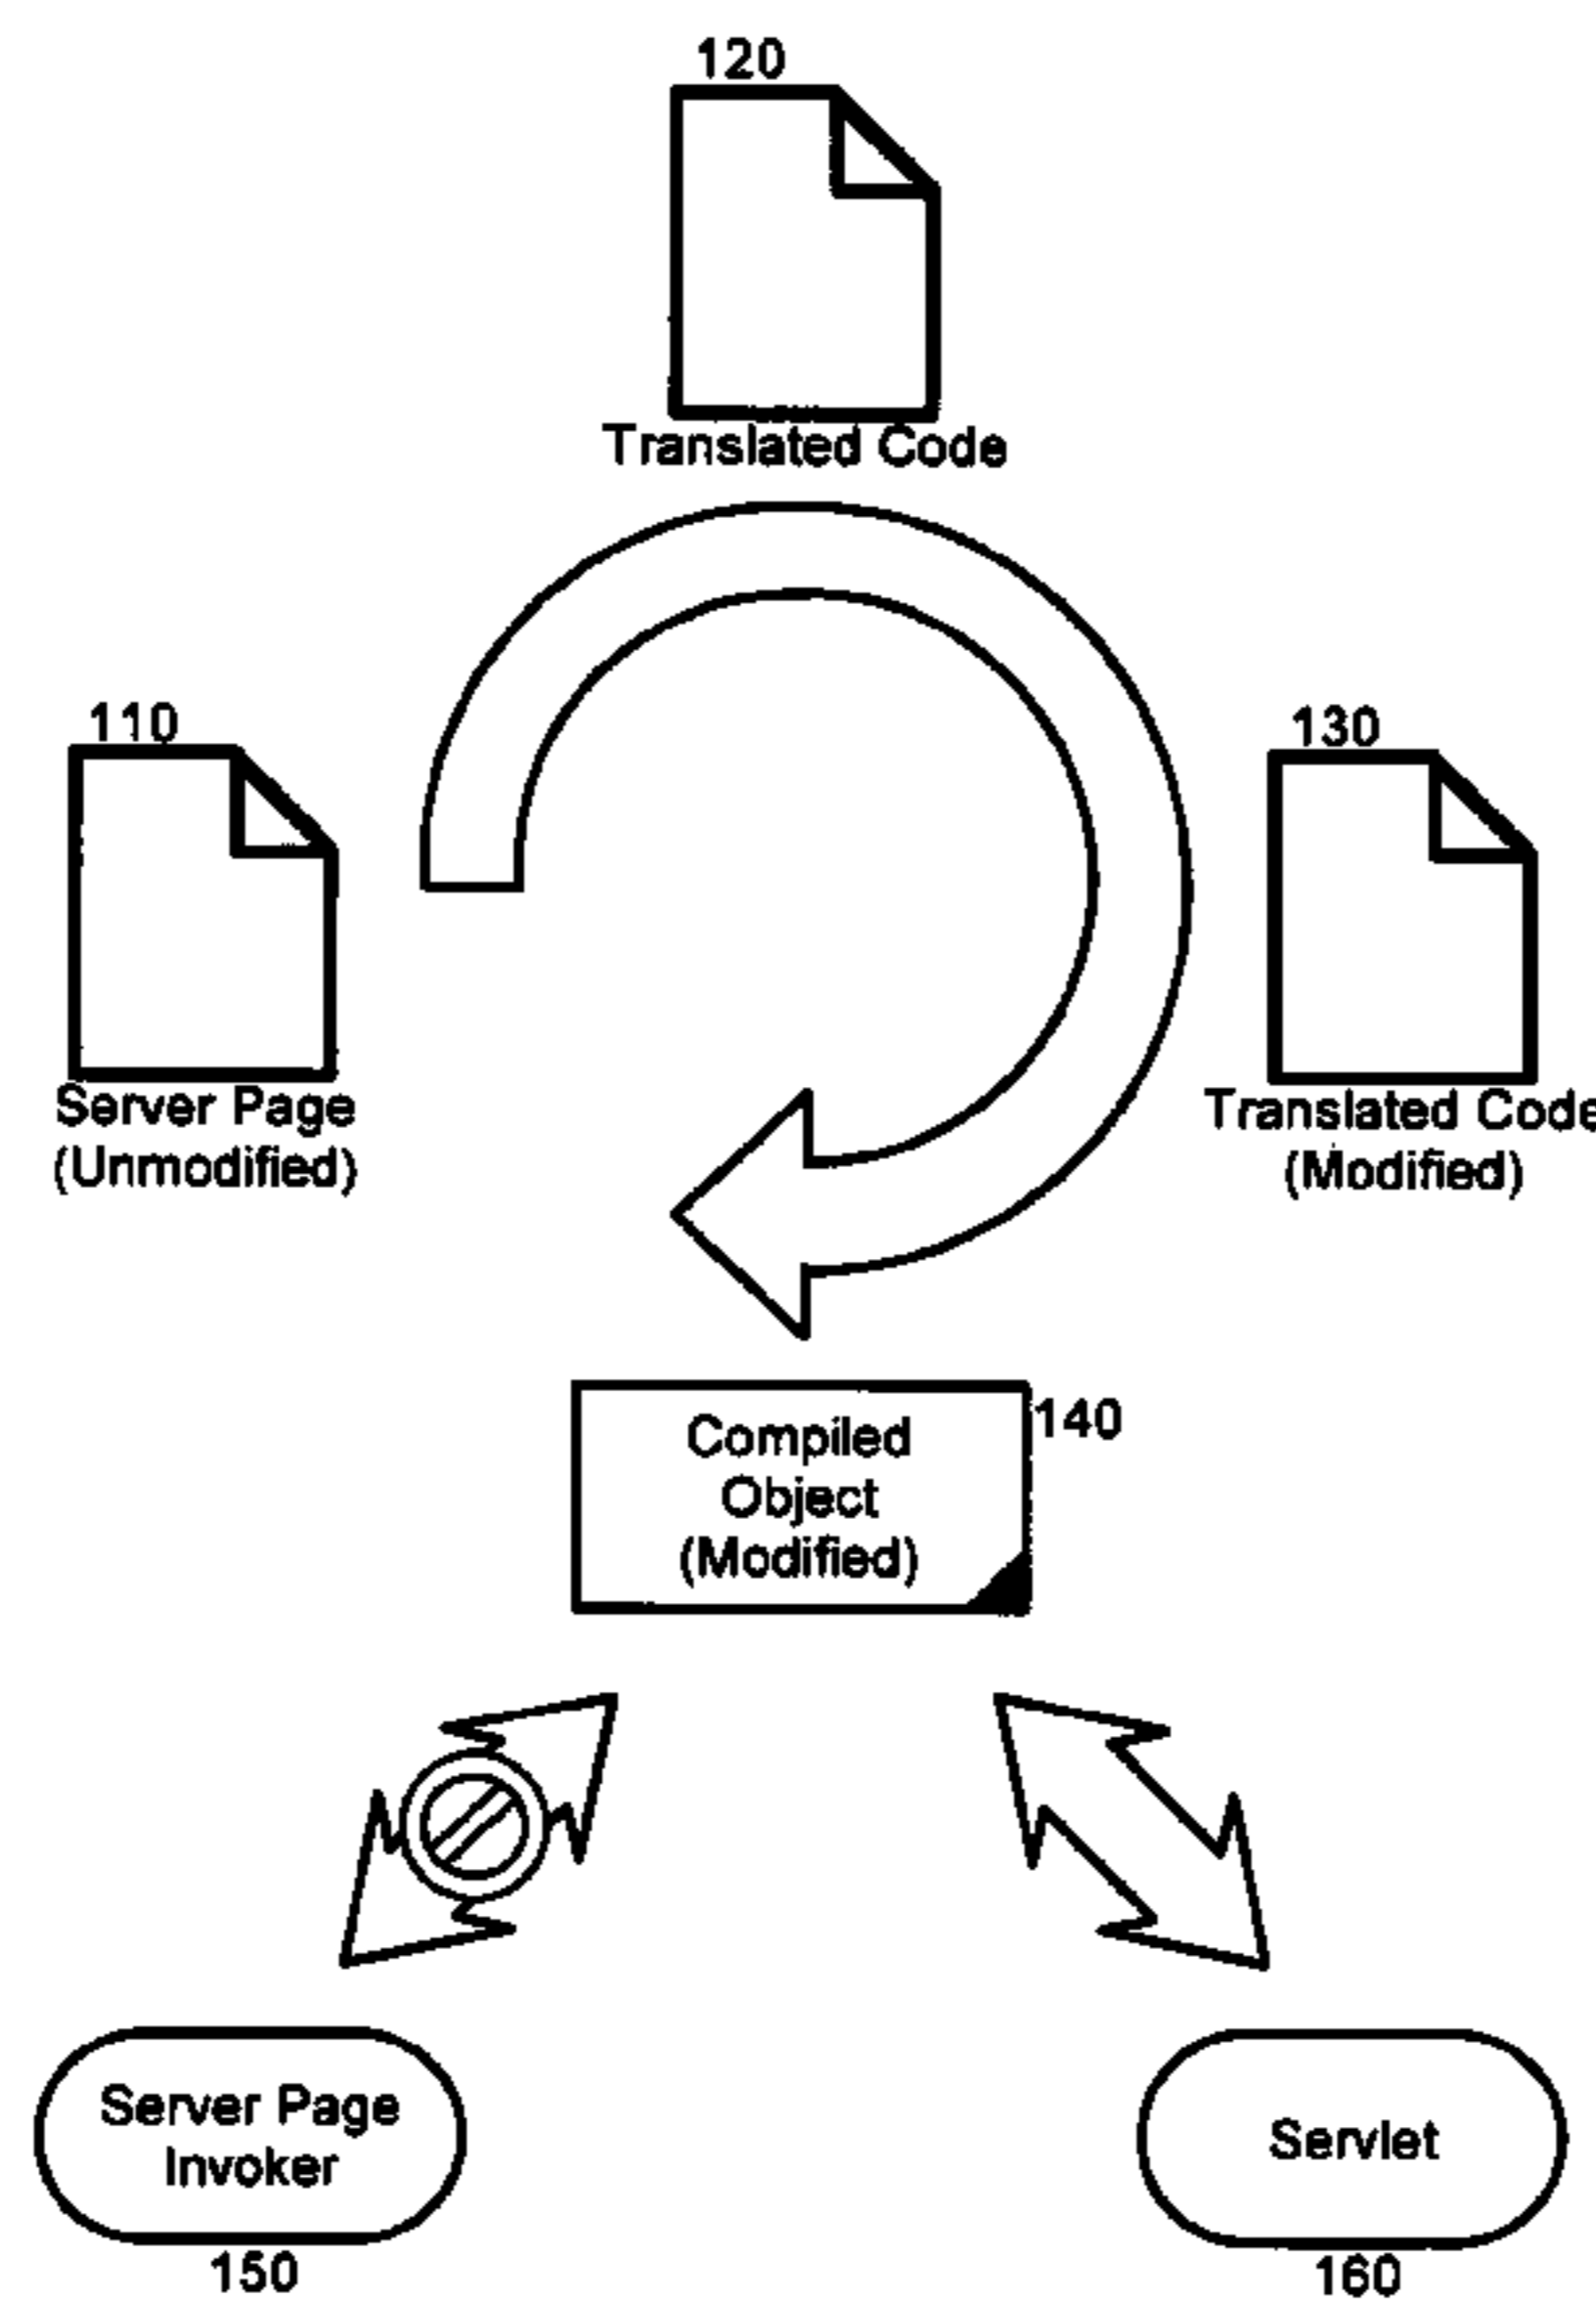 120
Translated Code
110
Server Page
(Unmodified)
130
Translated Code
(Modified)
Compiled
Object
(Modified)
140
Server Page
Invoker
150
Servlet
160